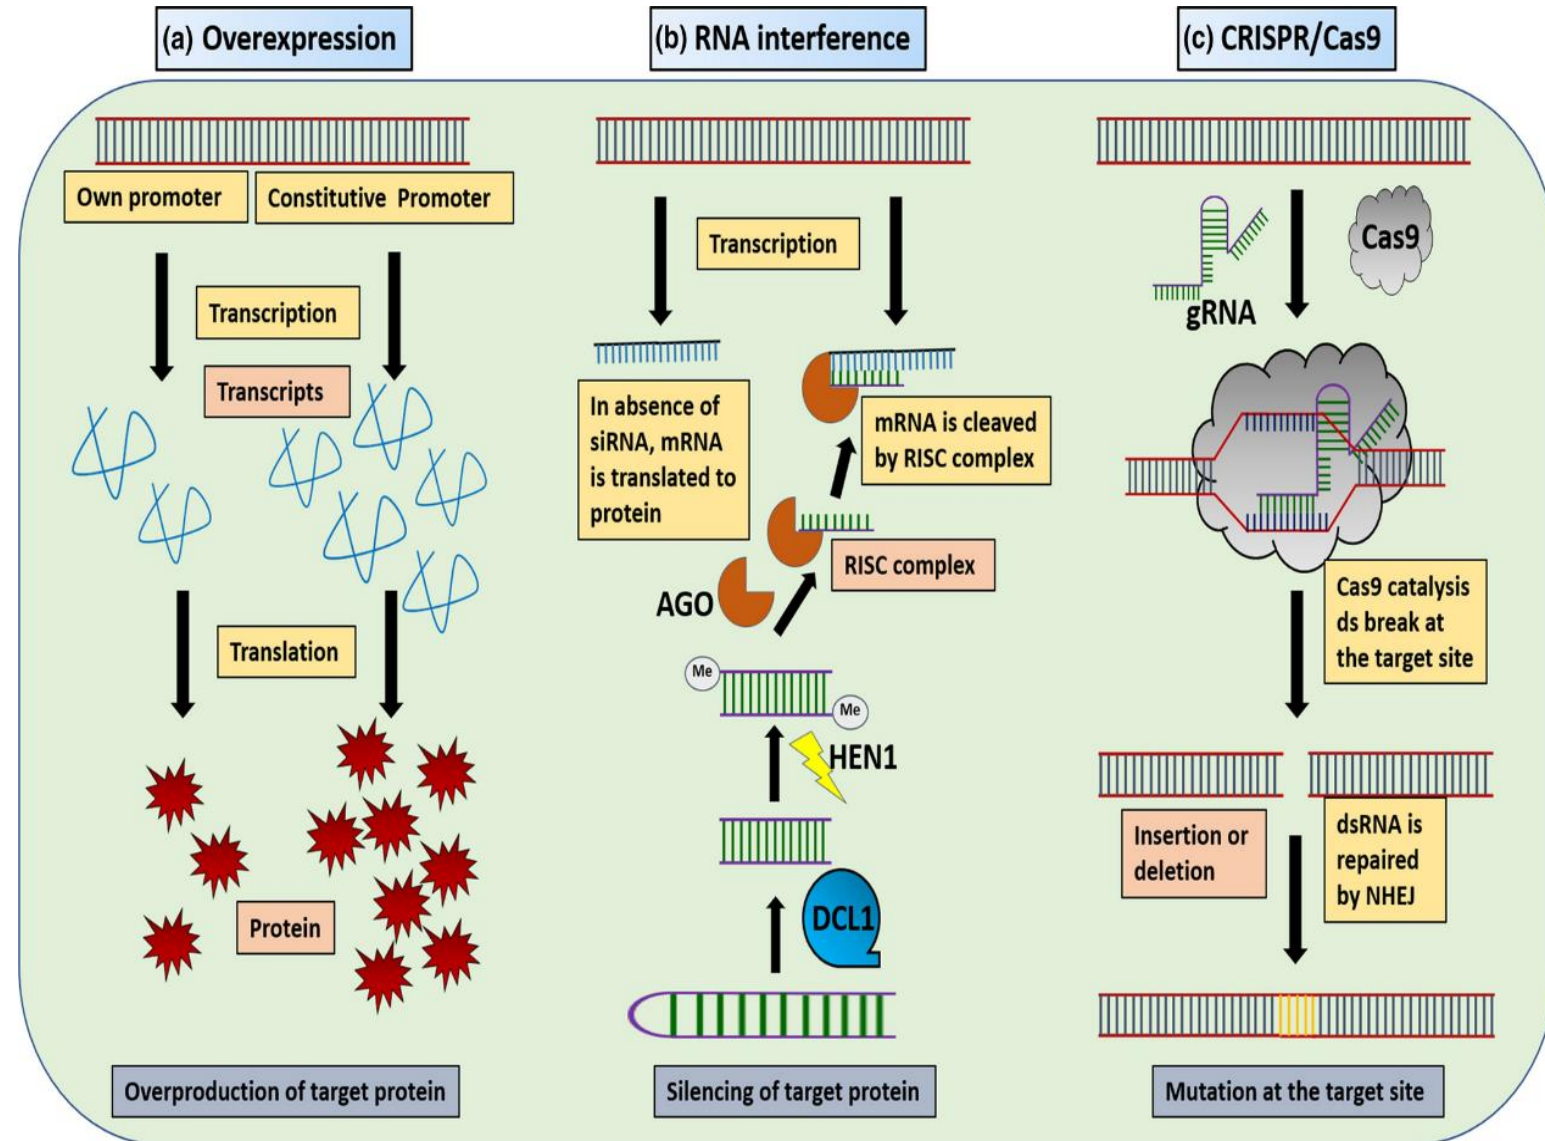 (a) Overexpression
Own promoter
Constitutive Promoter
Transcription
Transcripts
Translation
Protein
Overproduction of target protein
(b) RNA interference
Transcription
In absence of
siRNA, mRNA
is translated to
protein
mRNA is cleaved
by RISC complex
RISC complex
AGO
Me
Me
HEN1
DCL1
Silencing of target protein
(c) CRISPR/Cas9
Cas9
gRNA
Cas9 catalysis
ds break at
the target site
Insertion or
deletion
dsRNA is
repaired
by NHEJ
Mutation at the target site